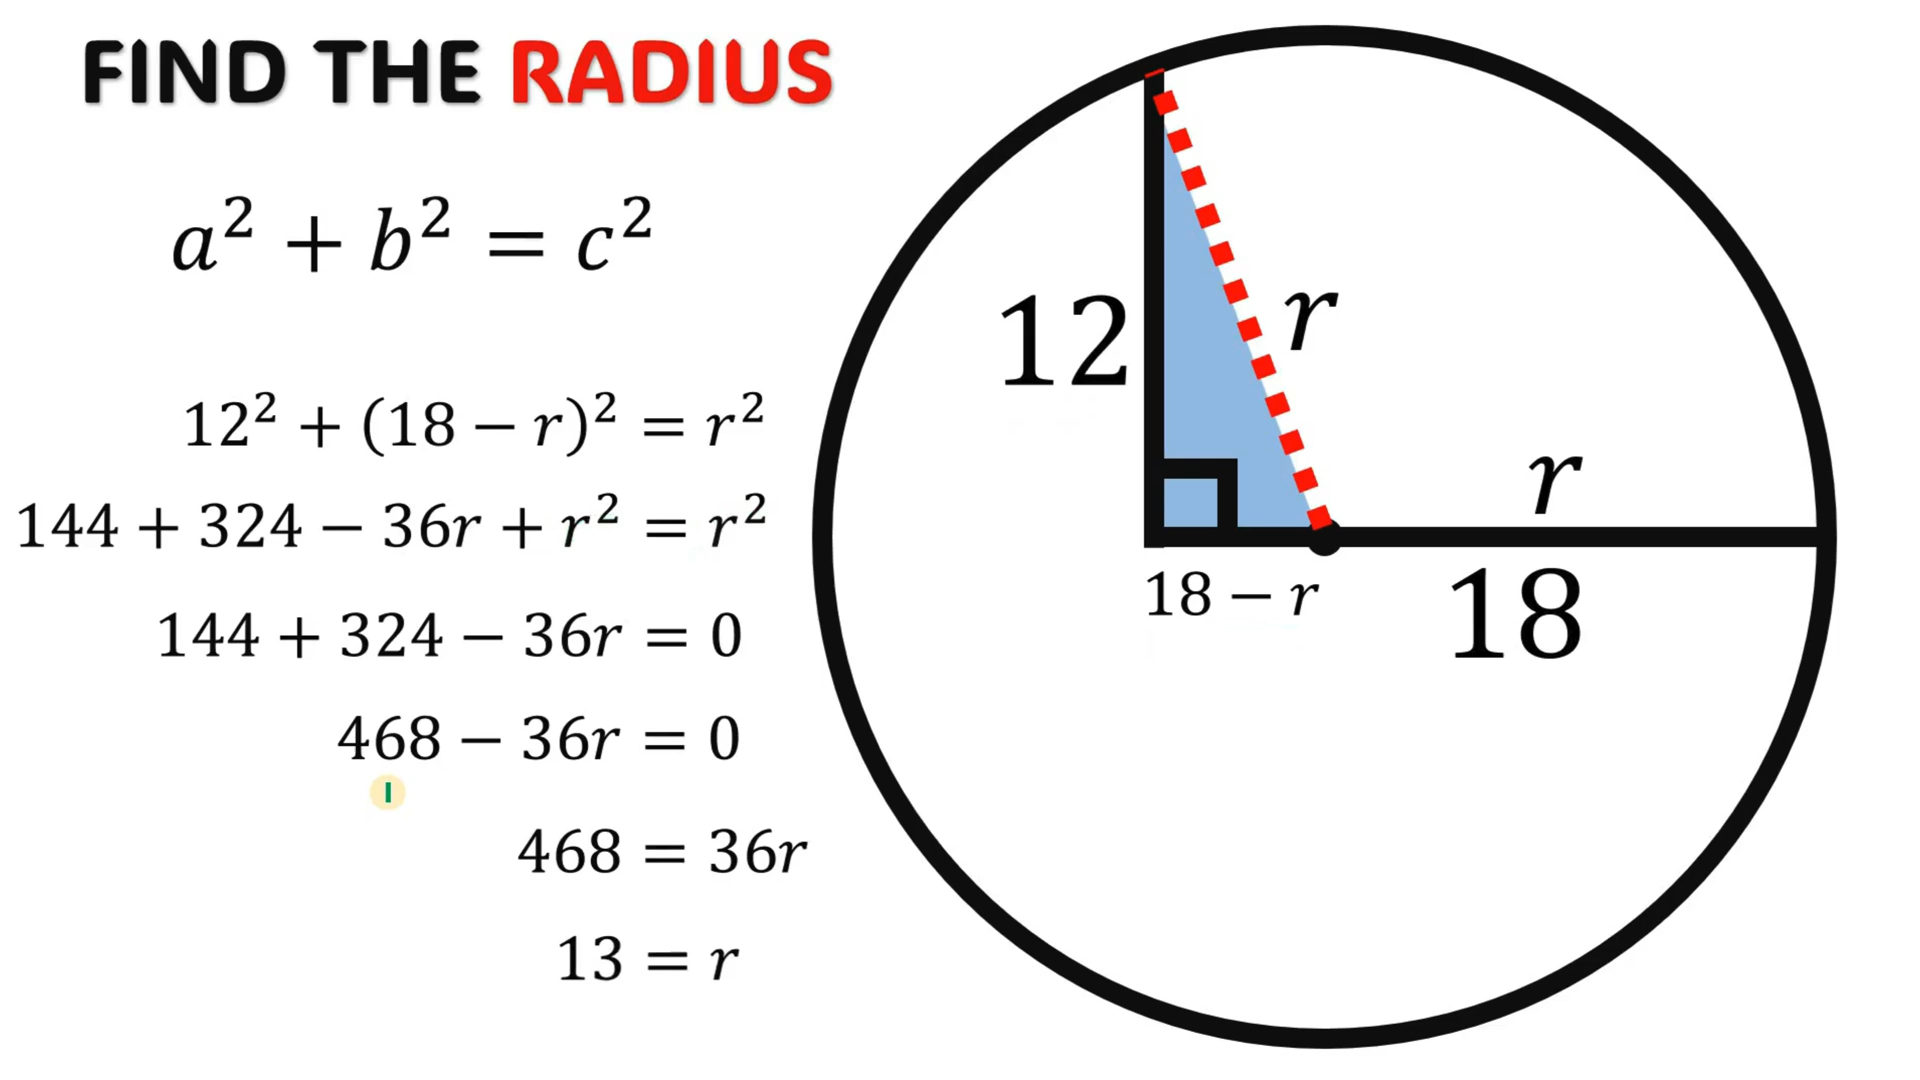 FIND THE RADIUS
a² + b² = c²
12² + (18 − r)² = r²
144 + 324 − 36r + r² = r²
144 + 324 − 36r = 0
468 − 36r = 0
468 = 36r
13 = r
12
r
r
18 − r
18